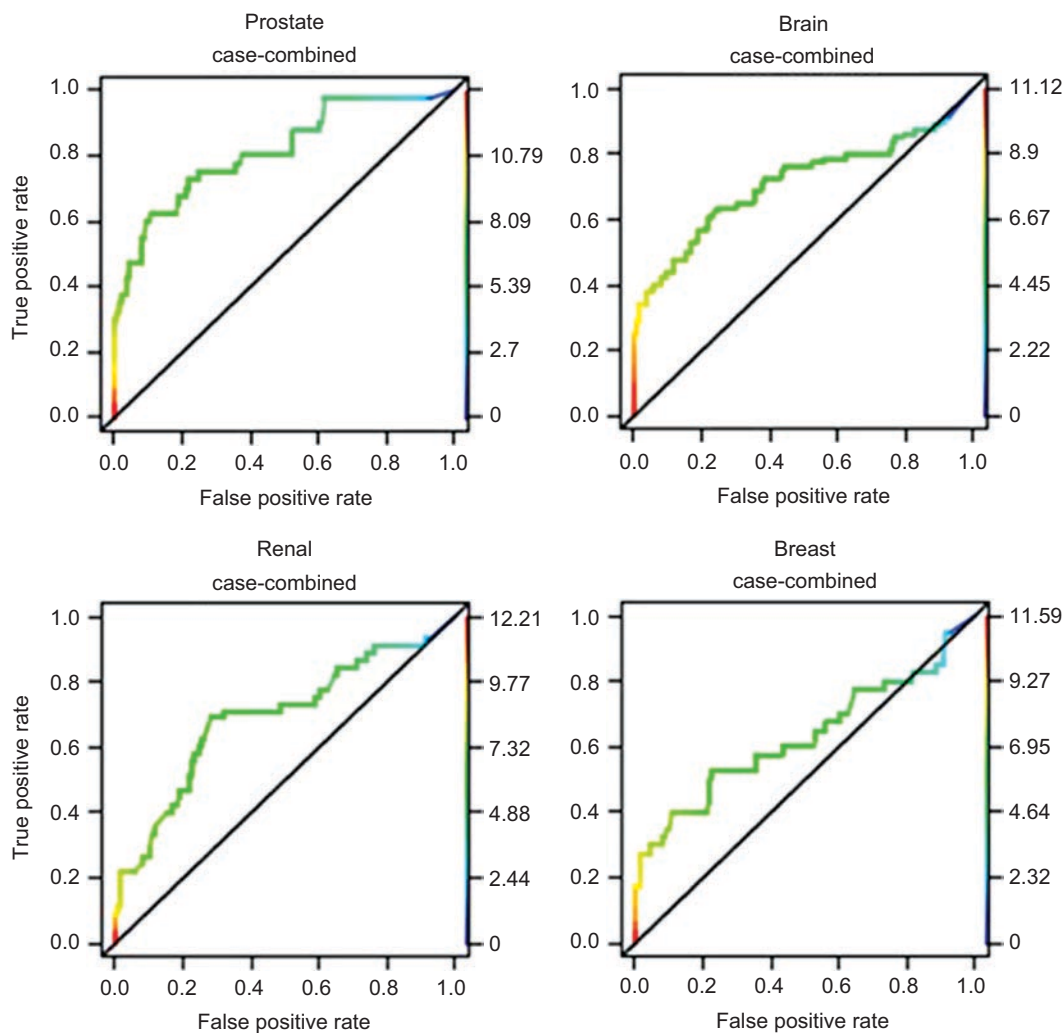 Prostate
case-combined
1.0
0.8
0.6
0.4
0.2
0.0
True positive rate
10.79
8.09
5.39
2.7
0
0.0 0.2 0.4 0.6 0.8 1.0
False positive rate
Brain
case-combined
1.0
0.8
0.6
0.4
0.2
0.0
11.12
8.9
6.67
4.45
2.22
0
0.0 0.2 0.4 0.6 0.8 1.0
False positive rate
Renal
case-combined
1.0
0.8
0.6
0.4
0.2
0.0
True positive rate
12.21
9.77
7.32
4.88
2.44
0
0.0 0.2 0.4 0.6 0.8 1.0
False positive rate
Breast
case-combined
1.0
0.8
0.6
0.4
0.2
0.0
11.59
9.27
6.95
4.64
2.32
0
0.0 0.2 0.4 0.6 0.8 1.0
False positive rate